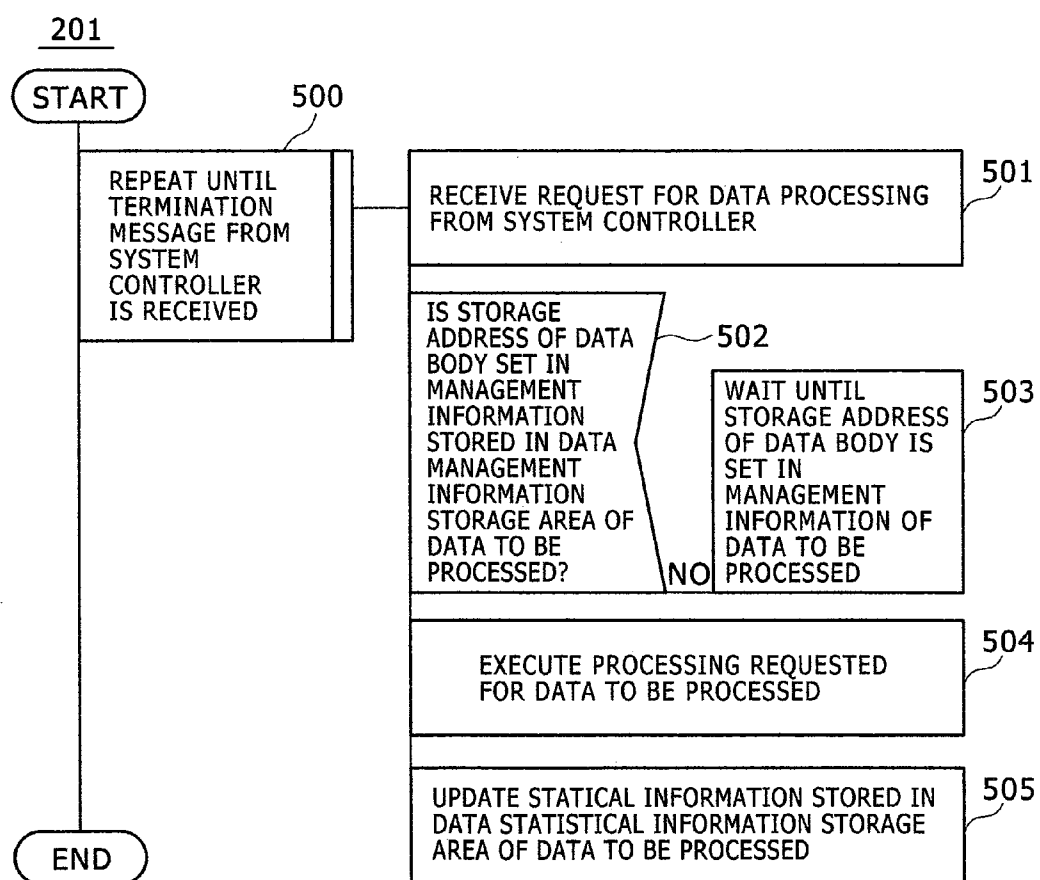 201
START
500
REPEAT UNTIL
TERMINATION
MESSAGE FROM
SYSTEM
CONTROLLER
IS RECEIVED
RECEIVE REQUEST FOR DATA PROCESSING
FROM SYSTEM CONTROLLER
501
IS STORAGE
ADDRESS OF DATA
BODY SET IN
MANAGEMENT
INFORMATION
STORED IN DATA
MANAGEMENT
INFORMATION
STORAGE AREA OF
DATA TO BE
PROCESSED?
502
NO
WAIT UNTIL
STORAGE ADDRESS
OF DATA BODY IS
SET IN
MANAGEMENT
INFORMATION OF
DATA TO BE
PROCESSED
503
EXECUTE PROCESSING REQUESTED
FOR DATA TO BE PROCESSED
504
UPDATE STATICAL INFORMATION STORED IN
DATA STATISTICAL INFORMATION STORAGE
AREA OF DATA TO BE PROCESSED
505
END